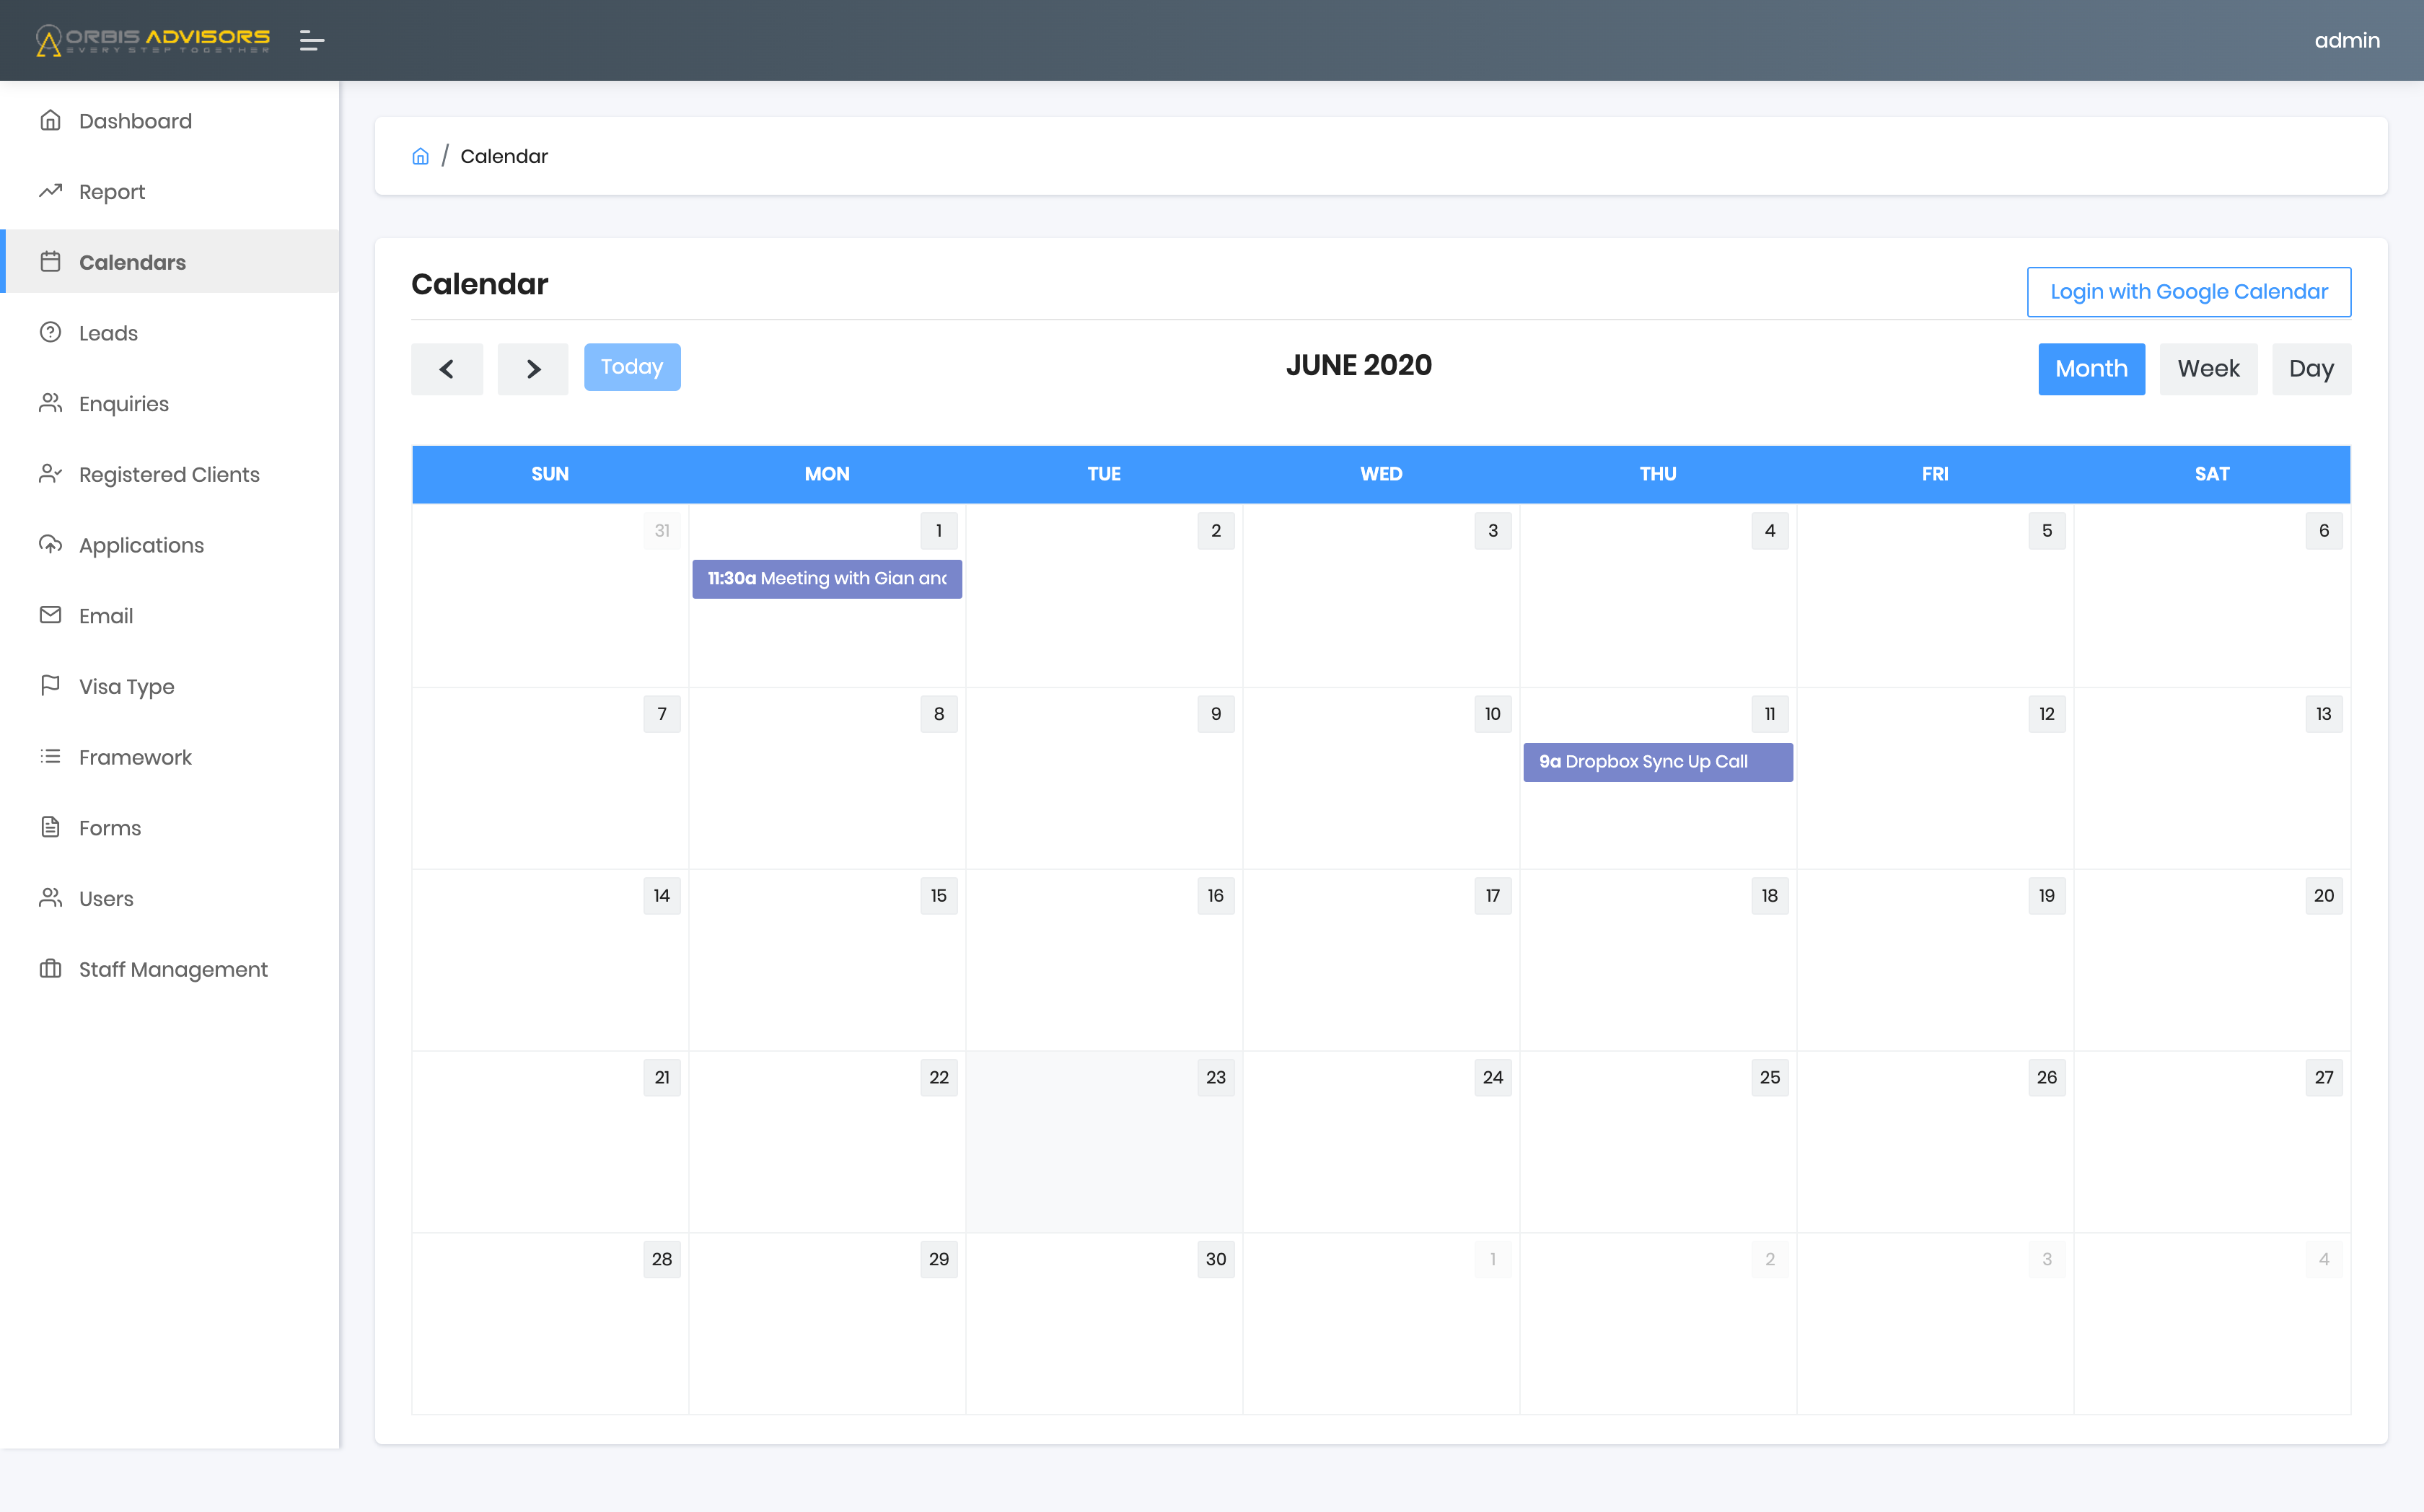 ORBIS ADVISORS
EVERY STEP TOGETHER
admin
Dashboard
Report
Calendars
Leads
Enquiries
Registered Clients
Applications
Email
Visa Type
Framework
Forms
Users
Staff Management
/ Calendar
Calendar
Login with Google Calendar
Today
JUNE 2020
Month Week Day
SUN MON TUE WED THU FRI SAT
31 1 2 3 4 5 6
11:30a Meeting with Gian and
7 8 9 10 11 12 13
9a Dropbox Sync Up Call
14 15 16 17 18 19 20
21 22 23 24 25 26 27
28 29 30 1 2 3 4